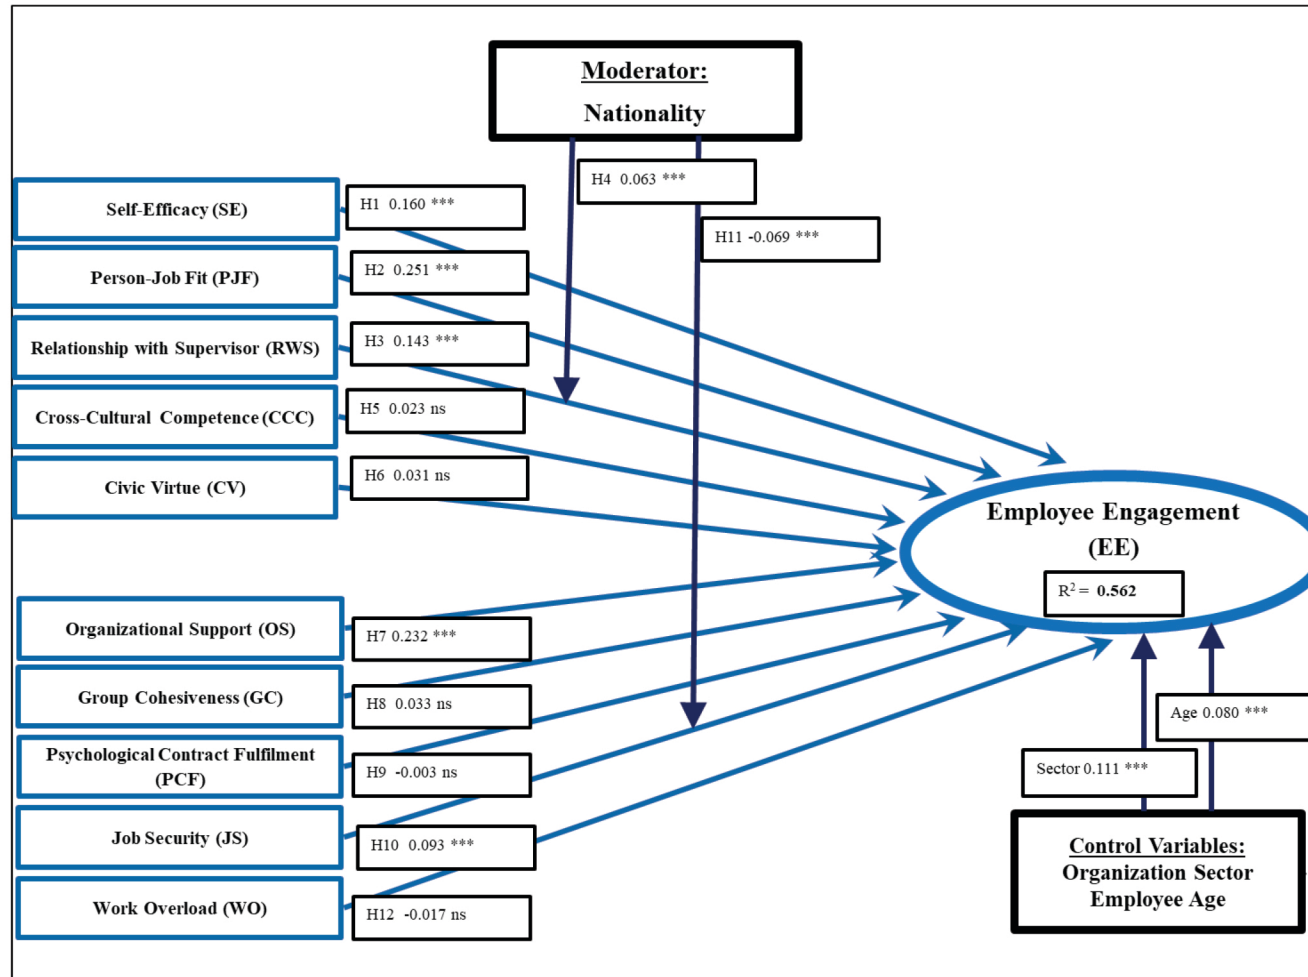 Moderator:
Nationality
H4 0.063 ***
H11 -0.069 ***
Self-Efficacy (SE)
H1 0.160 ***
Person-Job Fit (PJF)
H2 0.251 ***
Relationship with Supervisor (RWS)
H3 0.143 ***
Cross-Cultural Competence (CCC)
H5 0.023 ns
Civic Virtue (CV)
H6 0.031 ns
Employee Engagement
(EE)
R² = 0.562
Organizational Support (OS)
H7 0.232 ***
Group Cohesiveness (GC)
H8 0.033 ns
Psychological Contract Fulfilment
(PCF)
H9 -0.003 ns
Job Security (JS)
H10 0.093 ***
Work Overload (WO)
H12 -0.017 ns
Age 0.080 ***
Sector 0.111 ***
Control Variables:
Organization Sector
Employee Age